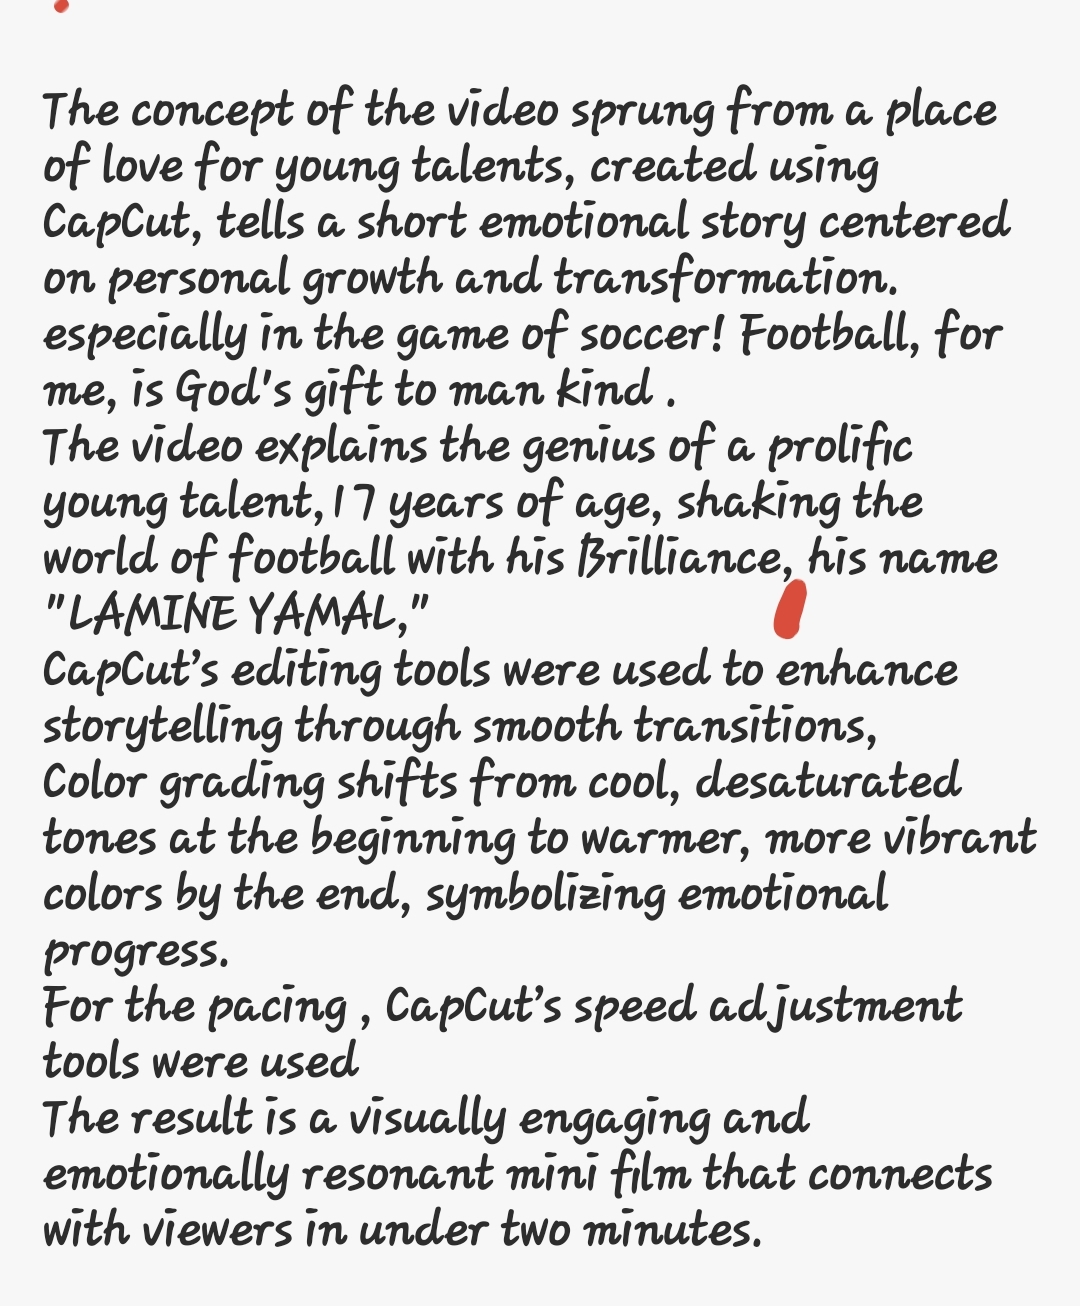 The concept of the video sprung from a place
of love for young talents, created using
CapCut, tells a short emotional story centered
on personal growth and transformation.
especially in the game of soccer! Football, for
me, is God's gift to man kind .
The video explains the genius of a prolific
young talent,17 years of age, shaking the
world of football with his Brilliance, his name
"LAMINE YAMAL,"
CapCut’s editing tools were used to enhance
storytelling through smooth transitions,
Color grading shifts from cool, desaturated
tones at the beginning to warmer, more vibrant
colors by the end, symbolizing emotional
progress.
For the pacing , CapCut’s speed adjustment
tools were used
The result is a visually engaging and
emotionally resonant mini film that connects
with viewers in under two minutes.